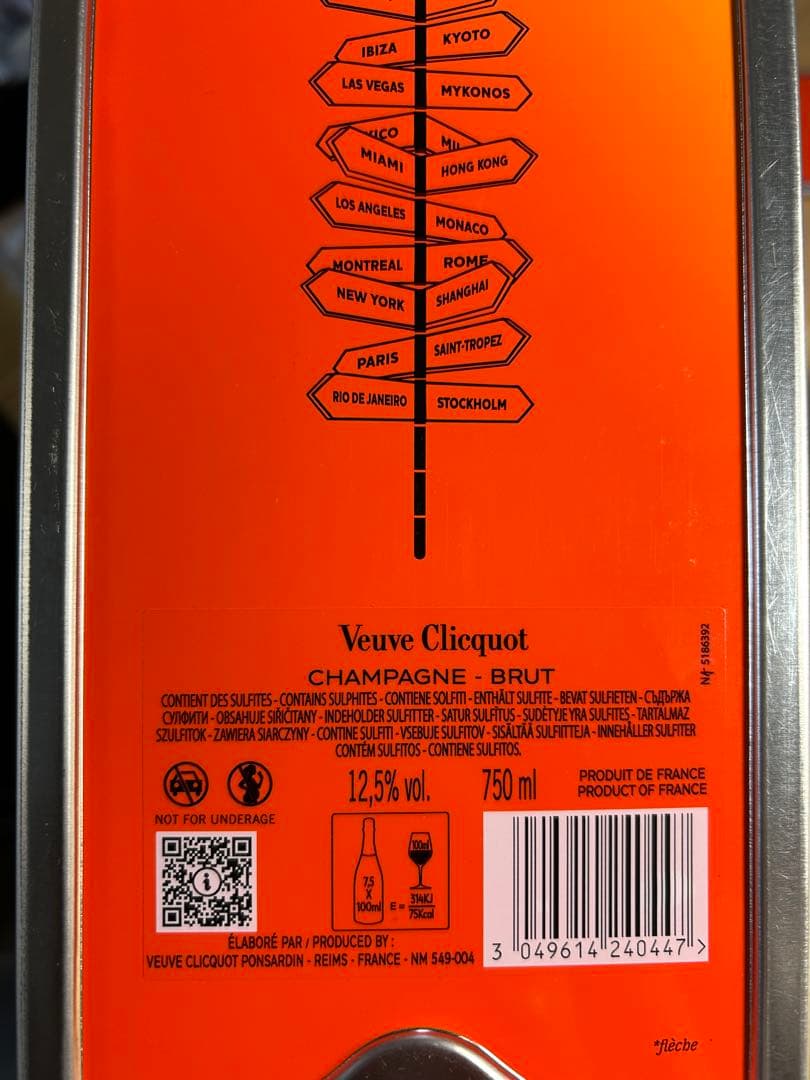 IBIZA
KYOTO
LAS VEGAS
MYKONOS
MIAMI
HONG KONG
LOS ANGELES
MONACO
MONTREAL
ROME
NEW YORK
SHANGHAI
PARIS
SAINT-TROPEZ
RIO DE JANEIRO
STOCKHOLM
Veuve Clicquot
CHAMPAGNE - BRUT
CONTIENT DES SULFITES - CONTAINS SULPHITES - CONTIENE SOLFITI - ENTHÄLT SULFITE - BEVAT SULFIETEN - СЪДЪРЖА
СУЛФИТИ - OBSAHUJE SIŘIČITANY - INDEHOLDER SULFITTER - SATUR SULFĪTUS - SUDĖTYJE YRA SULFITES - TARTALMAZ
SZULFITOK - ZAWIERA SIARCZYNY - CONTINE SULFITI - VSEBUJE SULFITOV - SISÄLTÄÄ SULFIITTEJA - INNEHÅLLER SULFITER
CONTÉM SULFITOS - CONTIENE SULFITOS.
5186392
NOT FOR UNDERAGE
12,5% vol.
750 ml
PRODUIT DE FRANCE
PRODUCT OF FRANCE
7,5
X
100ml
100ml
E = 314KJ
75Kcal
3 049614 240447 >
ÉLABORÉ PAR / PRODUCED BY :
VEUVE CLICQUOT PONSARDIN - REIMS - FRANCE - NM 549-004
*flèche